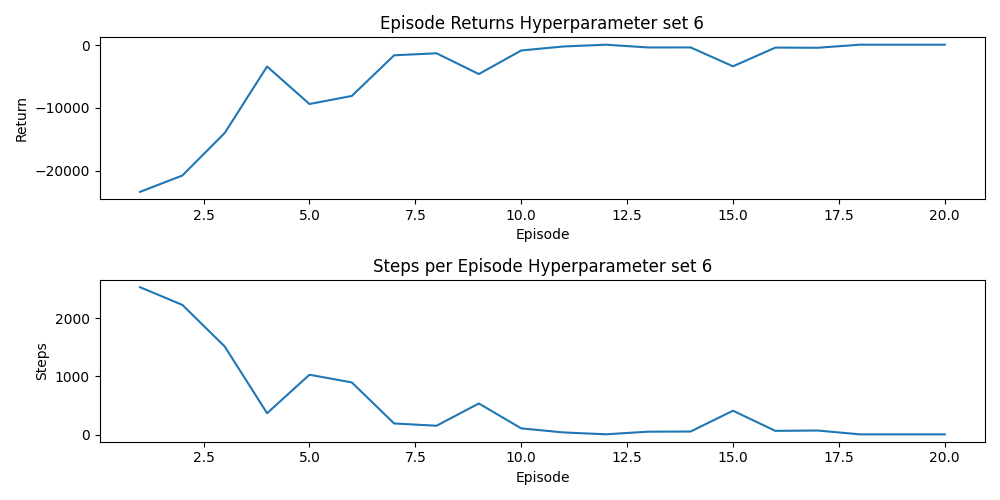 Episode Returns Hyperparameter set 6
0
−10000
−20000
Return
2.5 5.0 7.5 10.0 12.5 15.0 17.5 20.0
Episode
Steps per Episode Hyperparameter set 6
2000
1000
0
Steps
2.5 5.0 7.5 10.0 12.5 15.0 17.5 20.0
Episode